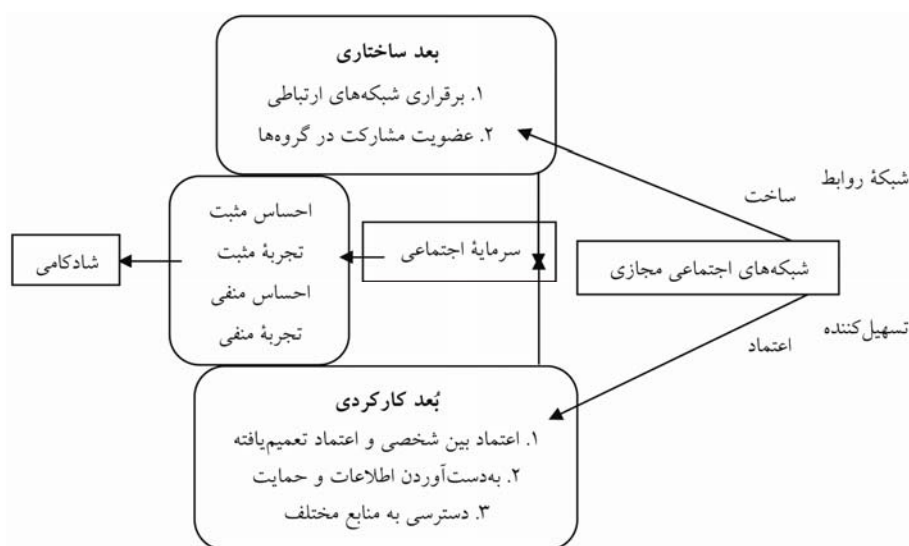 بعد ساختاری
۱. برقراری شبکه‌های ارتباطی
۲. عضویت مشارکت در گروه‌ها
شبکهٔ روابط
ساخت
شبکه‌های اجتماعی مجازی
تسهیل‌کننده
اعتماد
سرمایهٔ اجتماعی
احساس مثبت
تجربهٔ مثبت
احساس منفی
تجربهٔ منفی
شادکامی
بُعد کارکردی
۱. اعتماد بین شخصی و اعتماد تعمیم‌یافته
۲. به‌دست‌آوردن اطلاعات و حمایت
۳. دسترسی به منابع مختلف